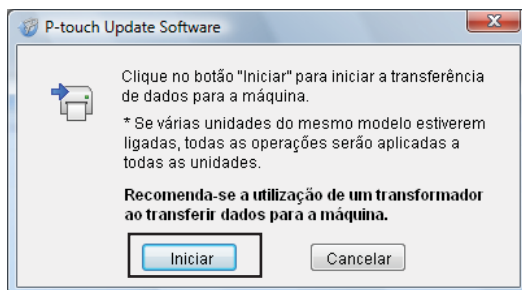 P-touch Update Software
Clique no botão "Iniciar" para iniciar a transferência
de dados para a máquina.
* Se várias unidades do mesmo modelo estiverem
ligadas, todas as operações serão aplicadas a
todas as unidades.
Recomenda-se a utilização de um transformador
ao transferir dados para a máquina.
Iniciar
Cancelar